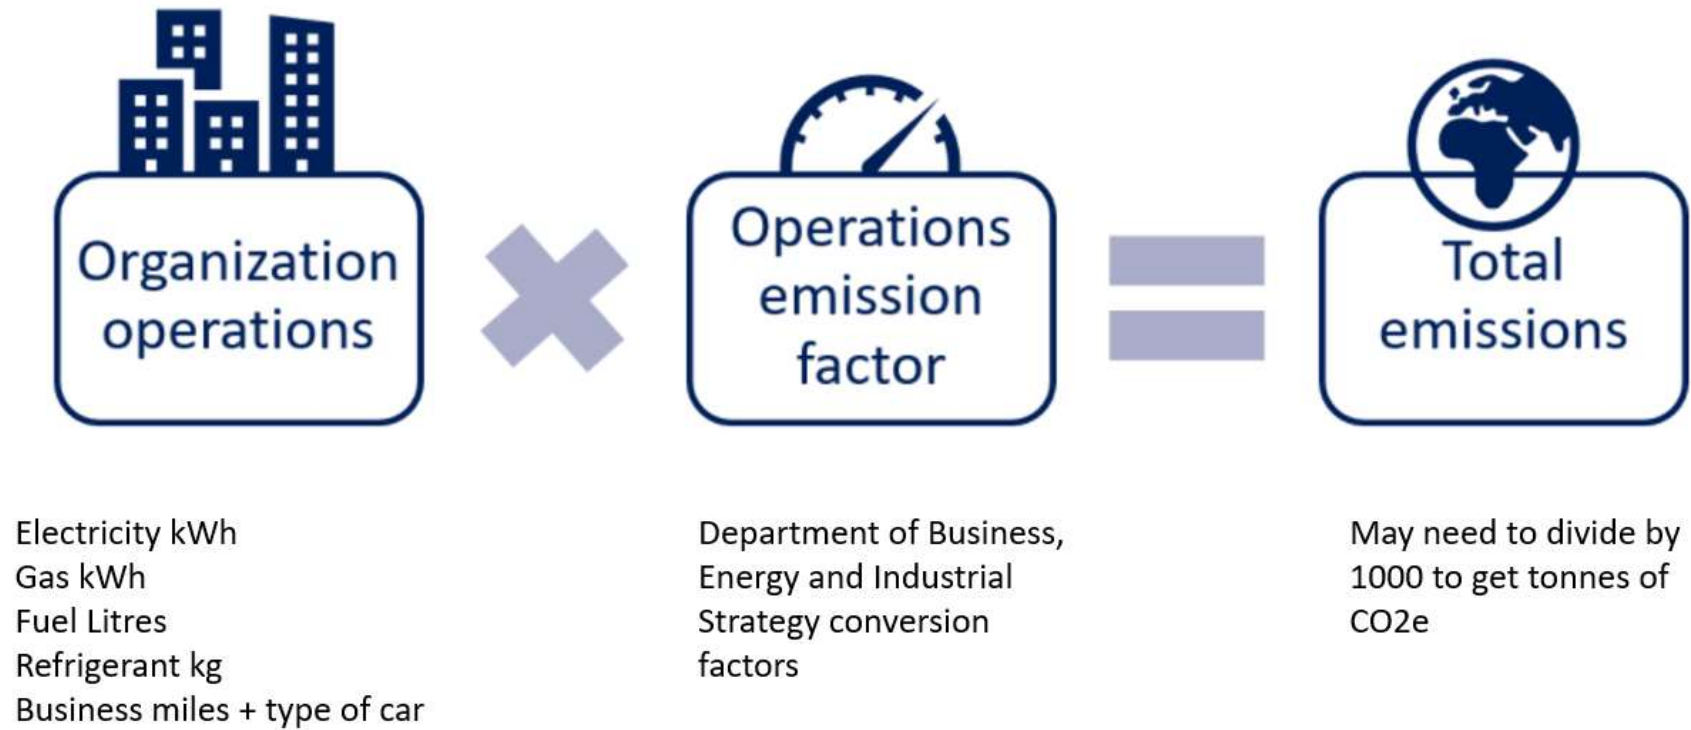 Organization
operations
Operations
emission
factor
Total
emissions
Electricity kWh
Gas kWh
Fuel Litres
Refrigerant kg
Business miles + type of car
Department of Business,
Energy and Industrial
Strategy conversion
factors
May need to divide by
1000 to get tonnes of
CO2e